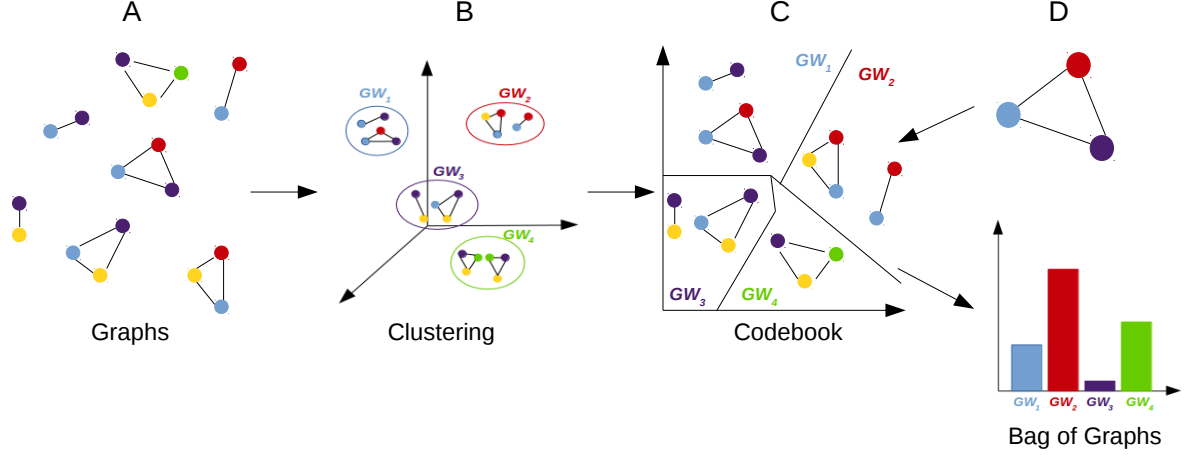 A
B
C
D
GW1
GW2
GW3
GW4
GW1
GW2
GW3
GW4
Graphs
Clustering
Codebook
GW1 GW2 GW3 GW4
Bag of Graphs